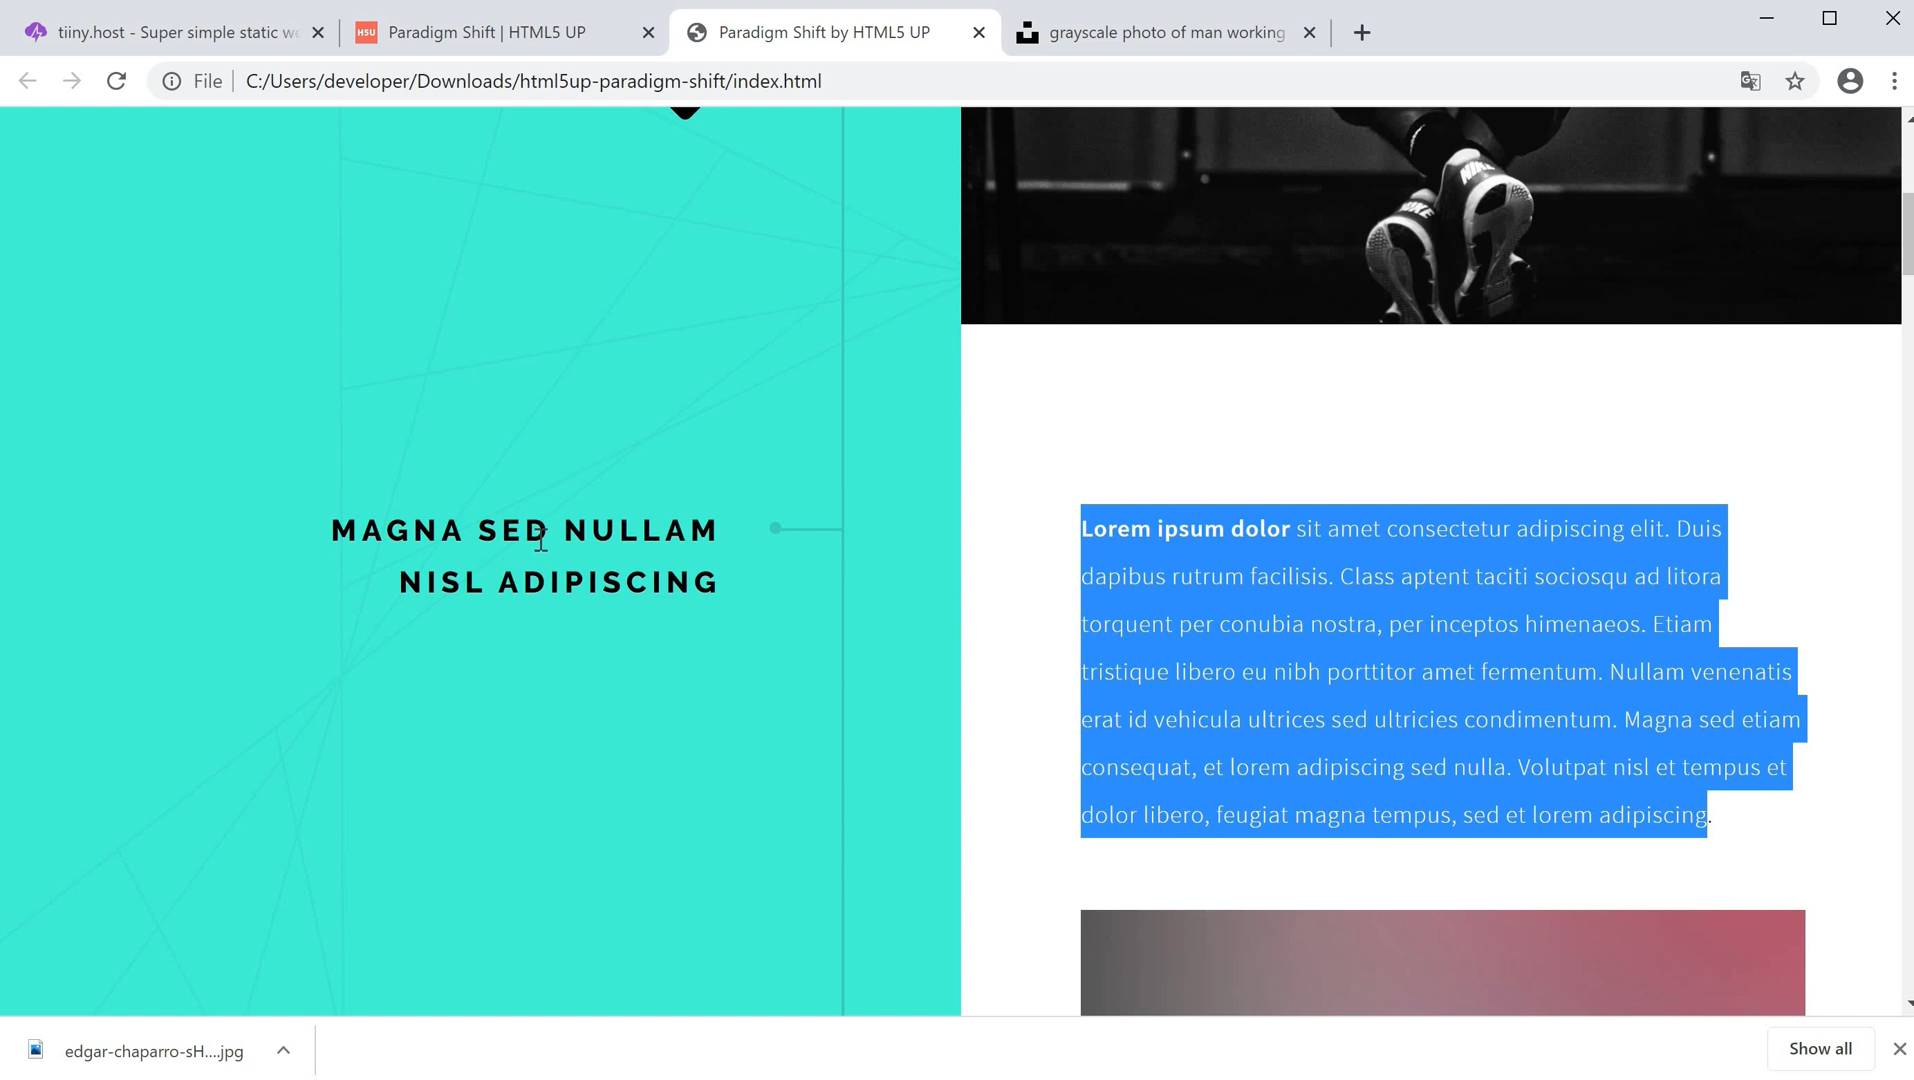 tiiny.host - Super simple static we
Paradigm Shift | HTML5 UP
Paradigm Shift by HTML5 UP
grayscale photo of man working
File
C:/Users/developer/Downloads/html5up-paradigm-shift/index.html
NIKE
NIKE
MAGNA SED NULLAM
NISL ADIPISCING
Lorem ipsum dolor sit amet consectetur adipiscing elit. Duis
dapibus rutrum facilisis. Class aptent taciti sociosqu ad litora
torquent per conubia nostra, per inceptos himenaeos. Etiam
tristique libero eu nibh porttitor amet fermentum. Nullam venenatis
erat id vehicula ultrices sed ultricies condimentum. Magna sed etiam
consequat, et lorem adipiscing sed nulla. Volutpat nisl et tempus et
dolor libero, feugiat magna tempus, sed et lorem adipiscing.
edgar-chaparro-sH....jpg
Show all